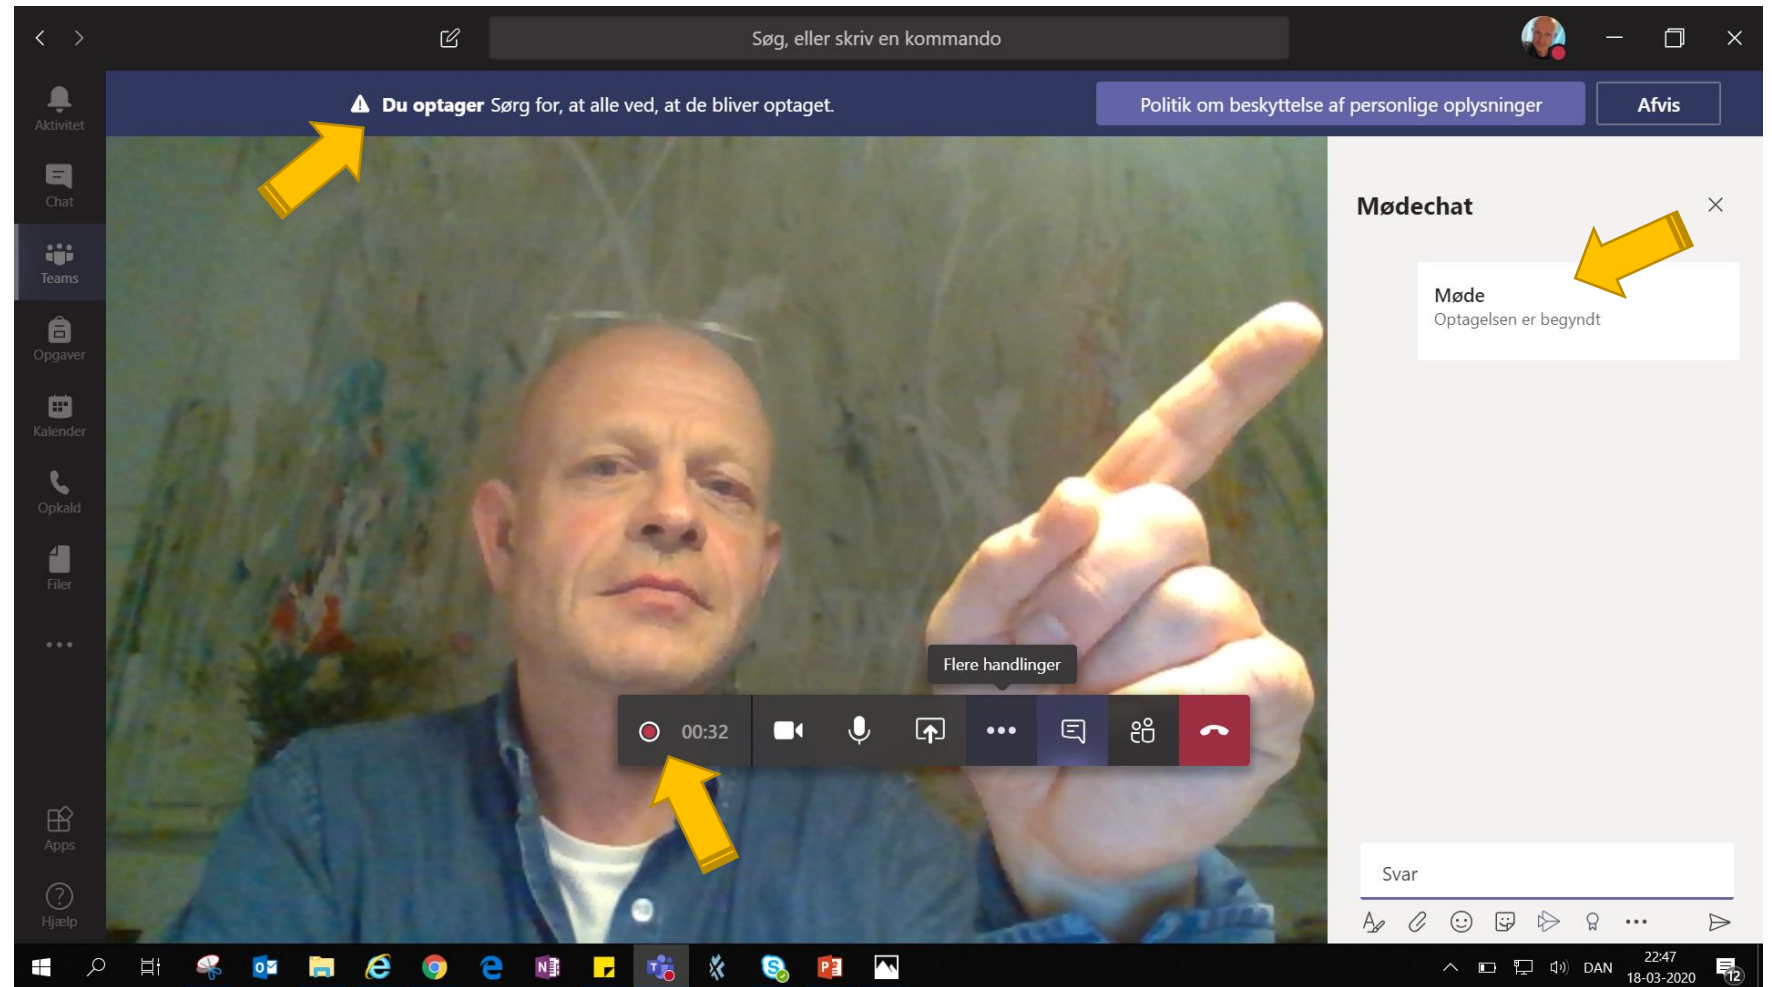 Søg, eller skriv en kommando
Du optager Sørg for, at alle ved, at de bliver optaget.
Politik om beskyttelse af personlige oplysninger
Afvis
Aktivitet
Chat
Teams
Opgaver
Kalender
Opkald
Filer
Apps
Hjælp
Mødechat
Møde
Optagelsen er begyndt
Flere handlinger
00:32
Svar
DAN
22:47
18-03-2020
12